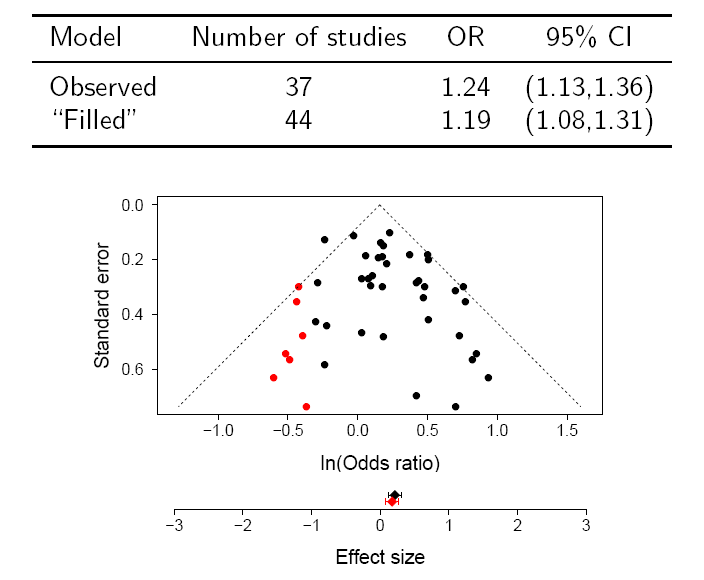 Model Number of studies OR 95% CI
Observed 37 1.24 (1.13,1.36)
“Filled” 44 1.19 (1.08,1.31)
0.0
0.2
0.4
0.6
Standard error
−1.0 −0.5 0.0 0.5 1.0 1.5
ln(Odds ratio)
−3 −2 −1 0 1 2 3
Effect size